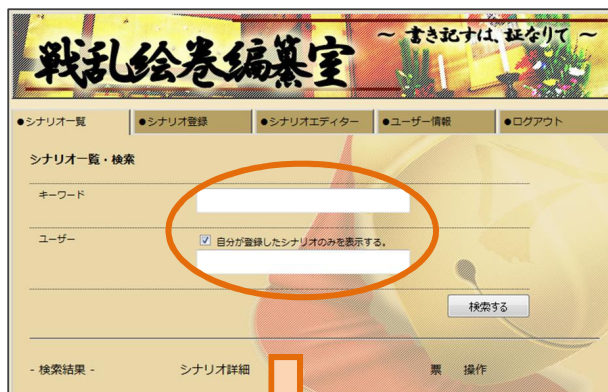 戦乱絵巻編纂室
～ 書き記すは、証なりて ～
●シナリオ一覧 ●シナリオ登録 ●シナリオエディター ●ユーザー情報 ●ログアウト
シナリオ一覧・検索
キーワード
ユーザー
自分が登録したシナリオのみを表示する。
検索する
- 検索結果 - シナリオ詳細 票 操作